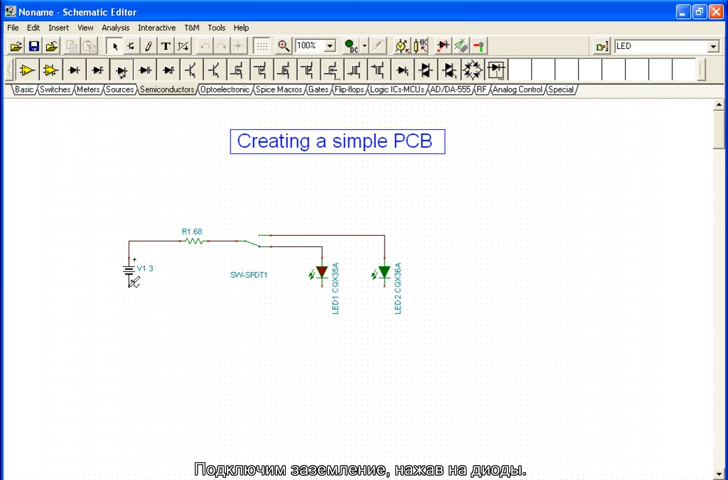 Noname - Schematic Editor
File Edit Insert View Analysis Interactive T&M Tools Help
100% DC LED
Basic Switches Meters Sources Semiconductors Optoelectronic Spice Macros Gates Flip-flops Logic ICs-MCUs AD/DA-555 RF Analog Control Special
Creating a simple PCB
R1 68
V1 3
SW-SPDT1
LED1 CQX35A
LED2 CQX36A
Подключим заземление, нажав на диоды.